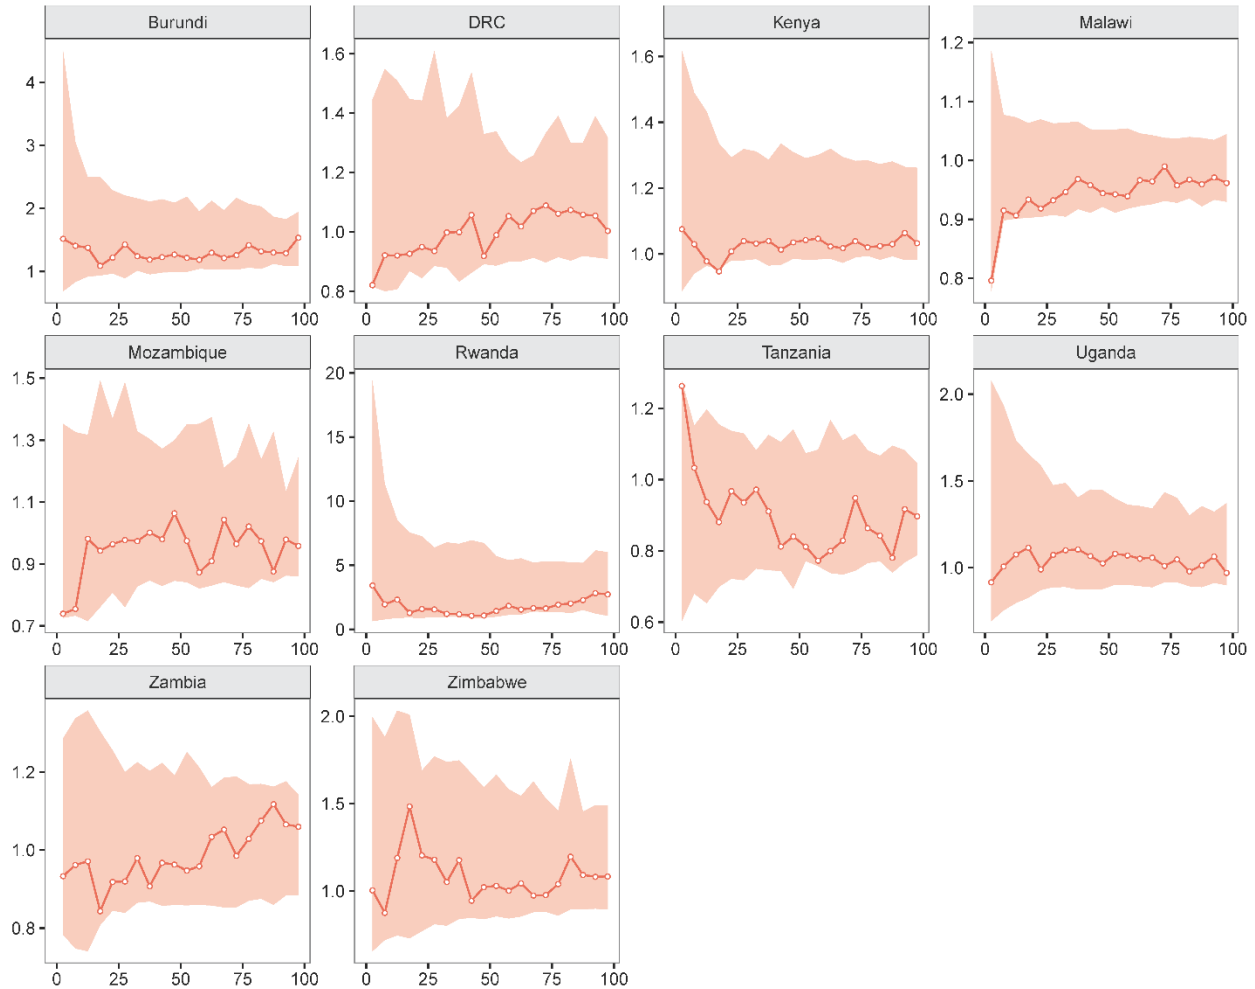 Burundi DRC Kenya Malawi
4 3 2 1
1.6 1.4 1.2 1.0 0.8
1.6 1.4 1.2 1.0
1.2 1.1 1.0 0.9 0.8
0 25 50 75 100 0 25 50 75 100 0 25 50 75 100 0 25 50 75 100
Mozambique Rwanda Tanzania Uganda
1.5 1.3 1.1 0.9 0.7
20 15 10 5 0
1.2 1.0 0.8 0.6
2.0 1.5 1.0
0 25 50 75 100 0 25 50 75 100 0 25 50 75 100 0 25 50 75 100
Zambia Zimbabwe
1.2 1.0 0.8
2.0 1.5 1.0
0 25 50 75 100 0 25 50 75 100